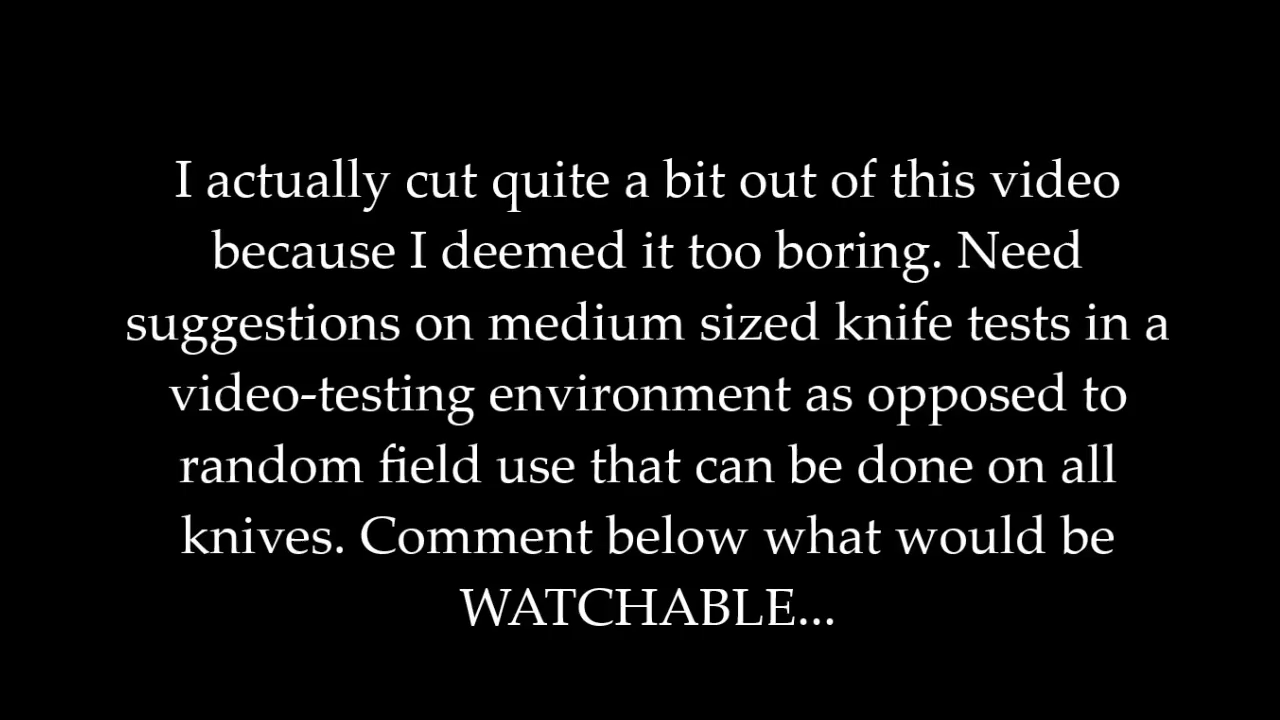 I actually cut quite a bit out of this video
because I deemed it too boring. Need
suggestions on medium sized knife tests in a
video-testing environment as opposed to
random field use that can be done on all
knives. Comment below what would be
WATCHABLE...